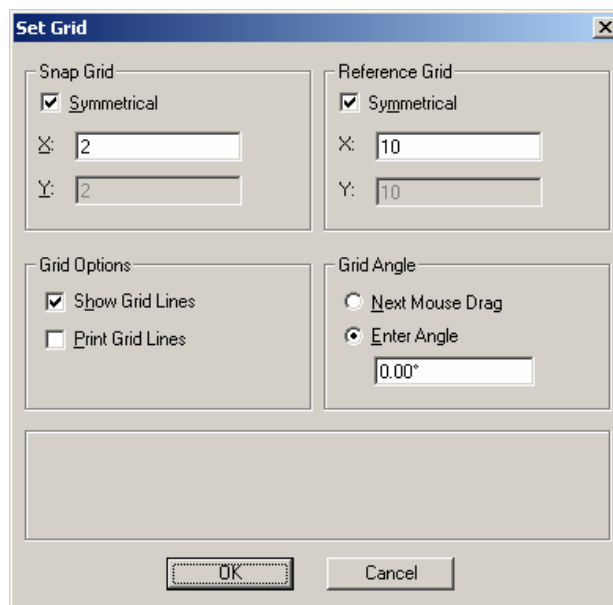 Set Grid
Snap Grid
Symmetrical
X: 2
Y: 2
Reference Grid
Symmetrical
X: 10
Y: 10
Grid Options
Show Grid Lines
Print Grid Lines
Grid Angle
Next Mouse Drag
Enter Angle
0.00°
OK
Cancel